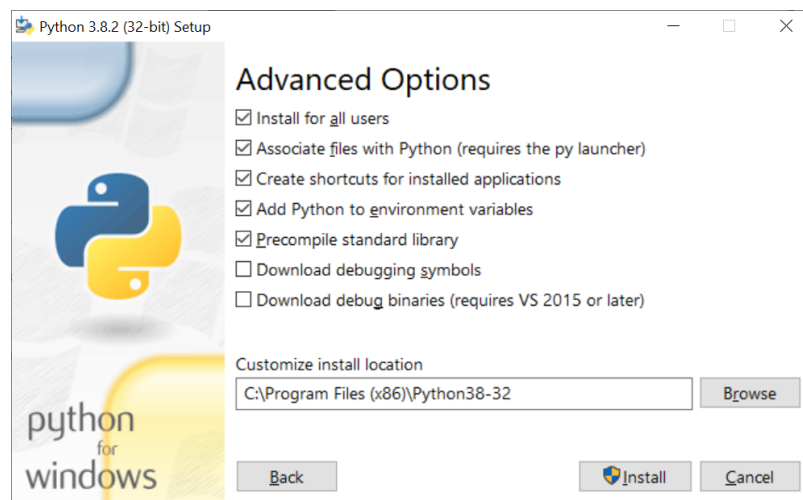 Python 3.8.2 (32-bit) Setup
Advanced Options
Install for all users
Associate files with Python (requires the py launcher)
Create shortcuts for installed applications
Add Python to environment variables
Precompile standard library
Download debugging symbols
Download debug binaries (requires VS 2015 or later)
Customize install location
C:\Program Files (x86)\Python38-32
Browse
python
for
windows
Back
Install
Cancel